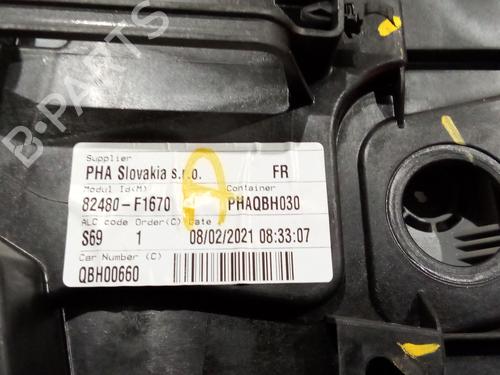 B-PARTS
Supplier
PHA Slovakia s.r.o. FR
Modul Id(M) Container
82480-F1670 PHAQBH030
ALC code Order(C) Date
S69 1 08/02/2021 08:33:07
Car Number (C)
QBH00660
A